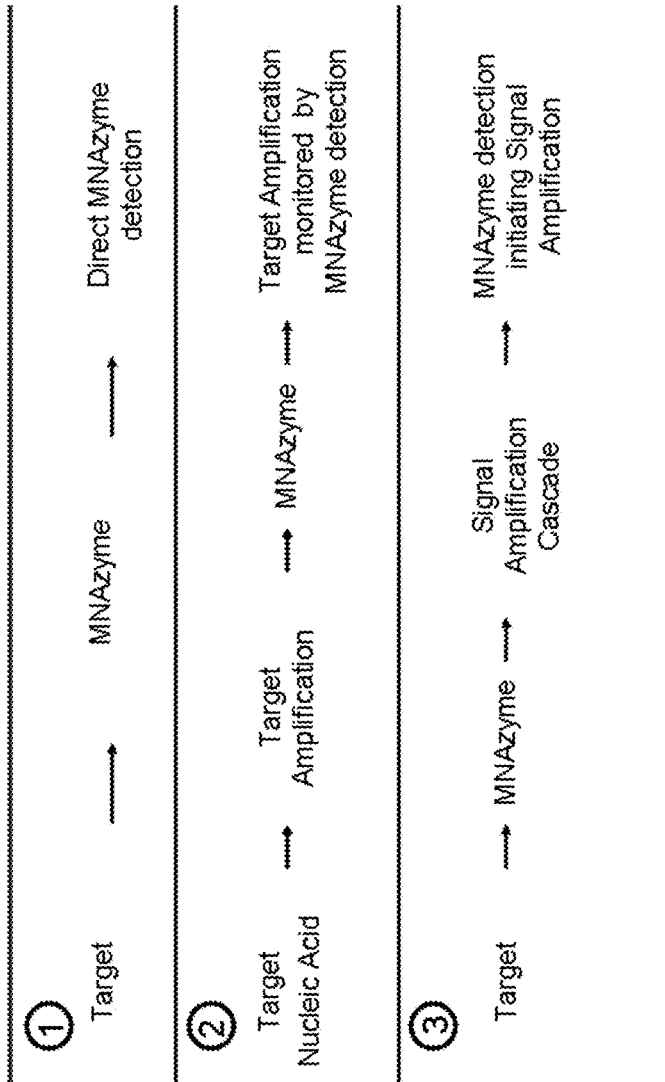 1
Target
MNAzyme
Direct MNAzyme
detection
2
Target
Nucleic Acid
Target
Amplification
MNAzyme
Target Amplification
monitored by
MNAzyme detection
3
Target
MNAzyme
Signal
Amplification
Cascade
MNAzyme detection
initiating Signal
Amplification